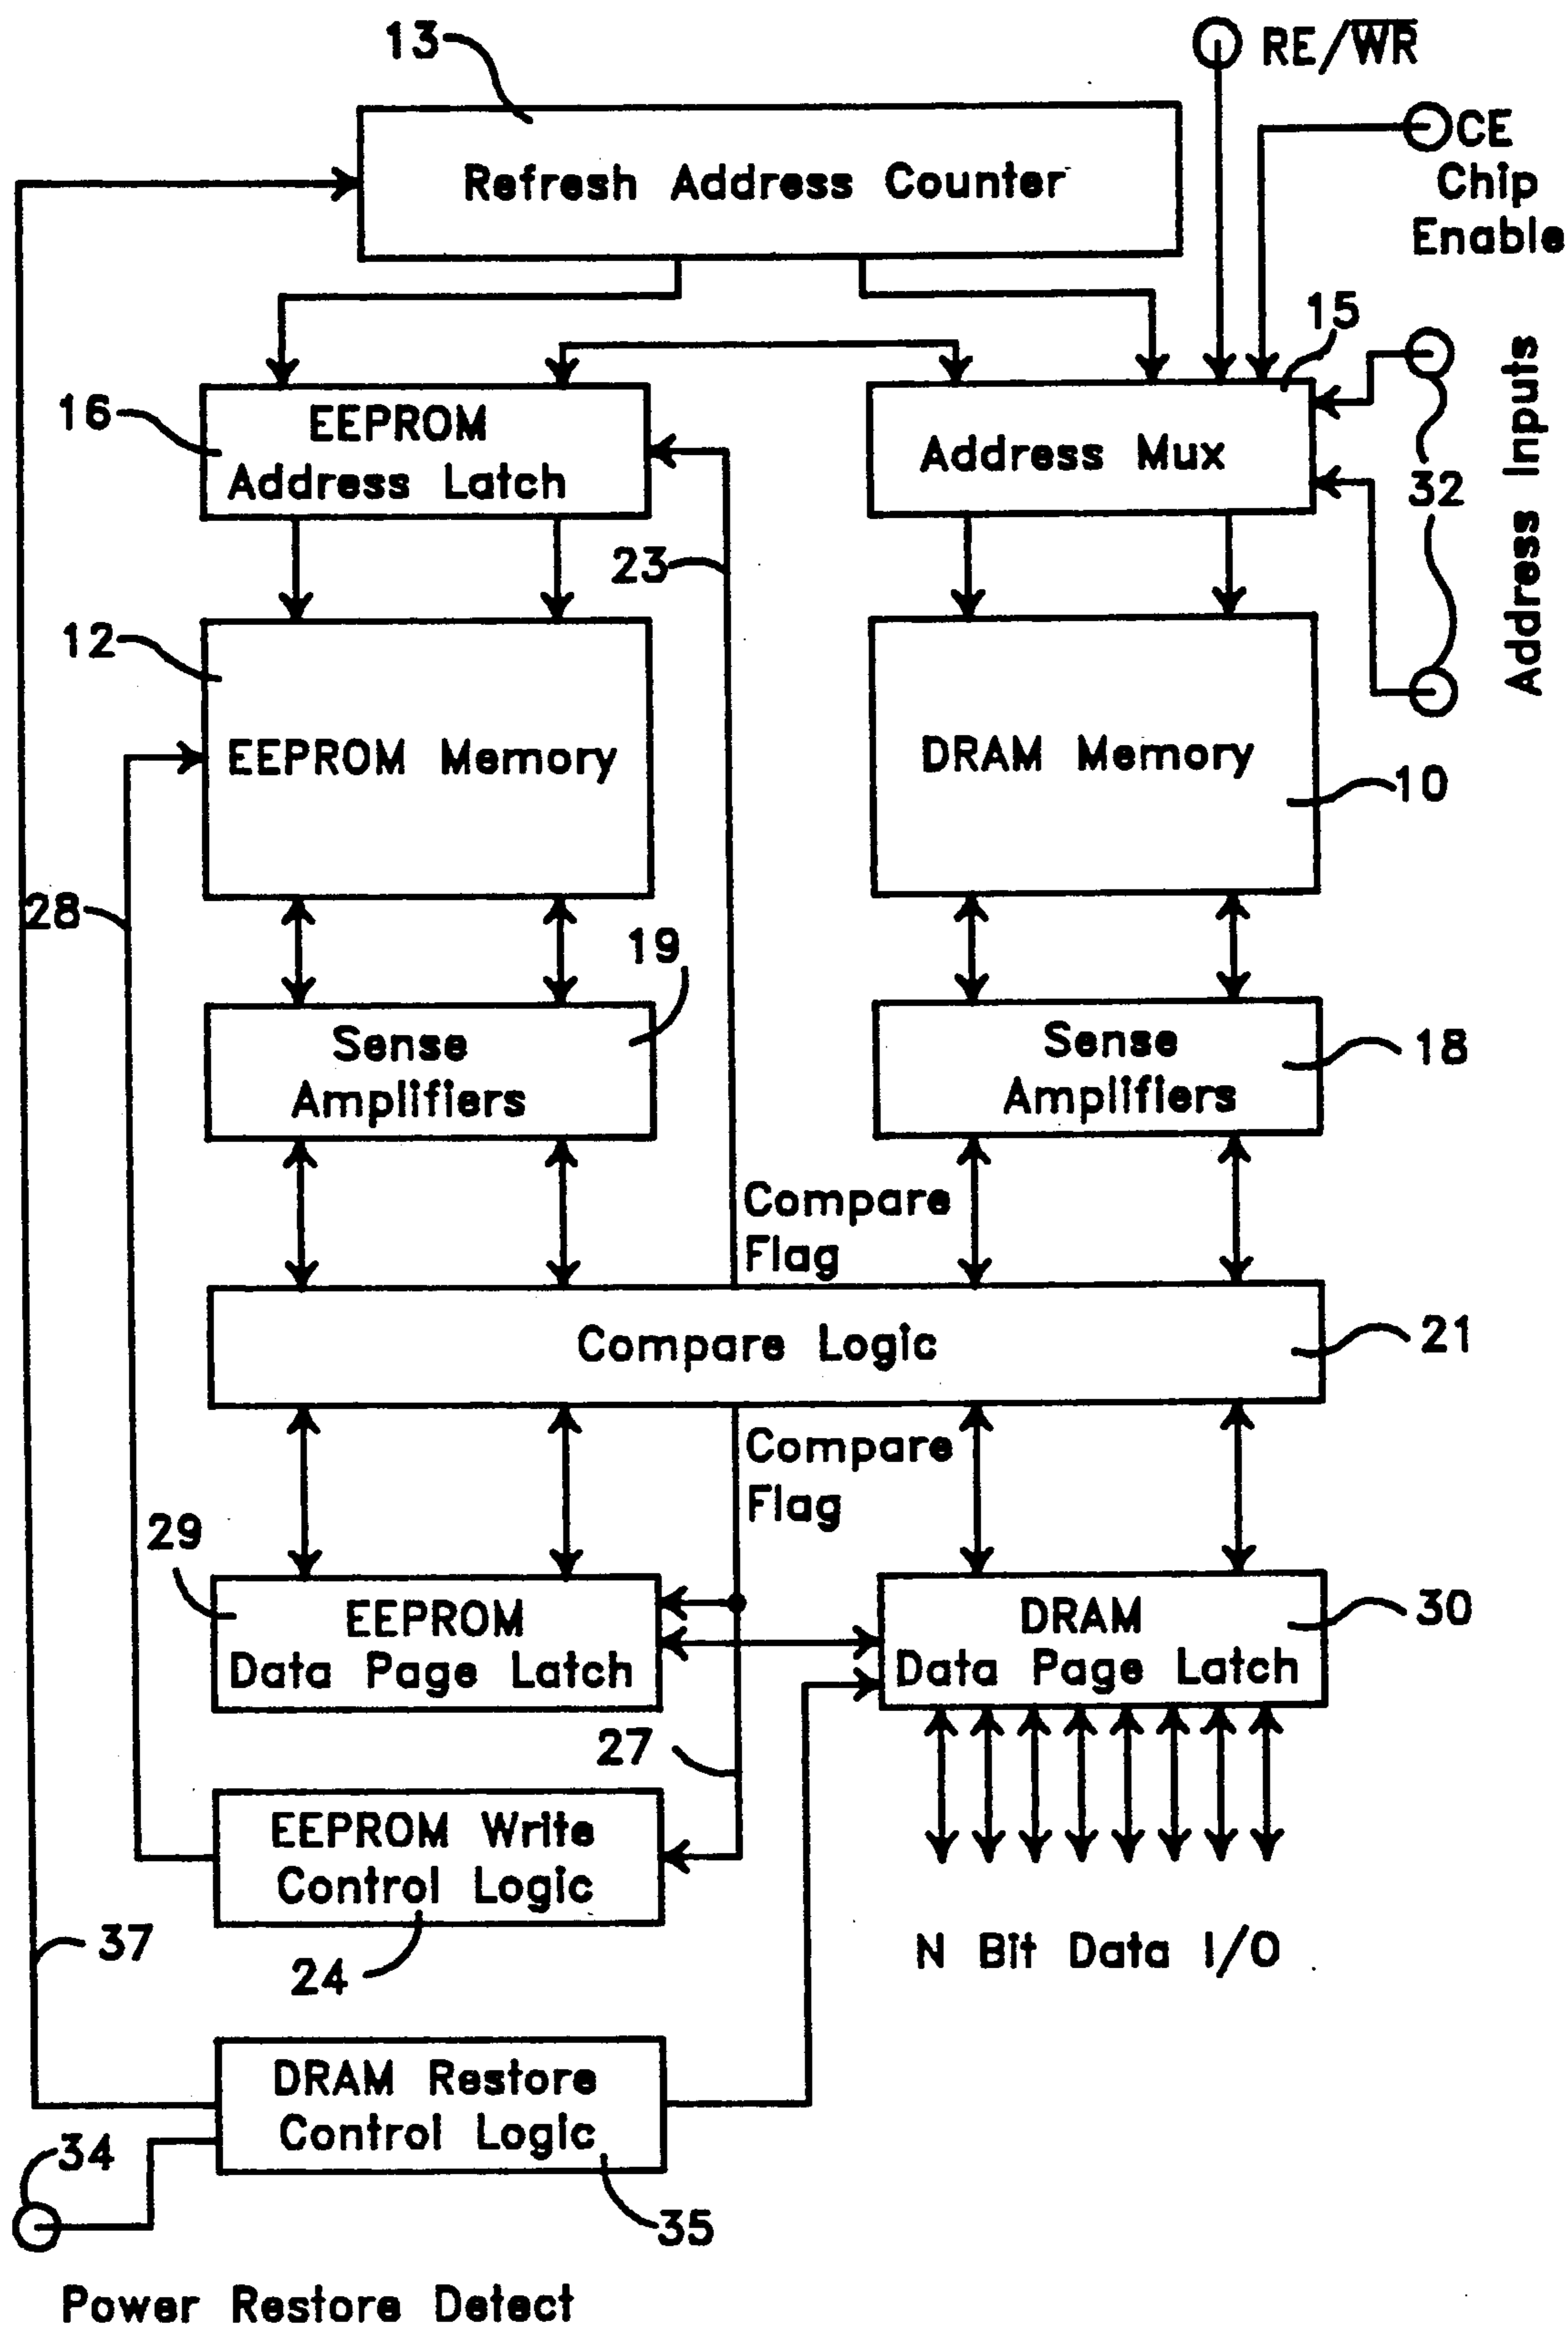 13
RE/W̅R̅
CE
Chip
Enable
Refresh Address Counter
15
16
EEPROM
Address Latch
Address Mux
32
Address Inputs
23
12
EEPROM Memory
DRAM Memory
10
28
19
Sense
Amplifiers
Sense
Amplifiers
18
Compare
Flag
Compare Logic
21
Compare
Flag
29
EEPROM
Data Page Latch
DRAM
Data Page Latch
30
27
EEPROM Write
Control Logic
24
37
N Bit Data I/O
DRAM Restore
Control Logic
34
35
Power Restore Detect